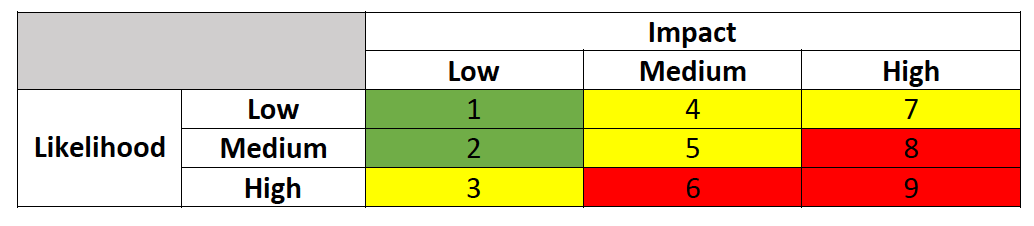 Impact
Low Medium High
Low 1 4 7
Likelihood Medium 2 5 8
High 3 6 9